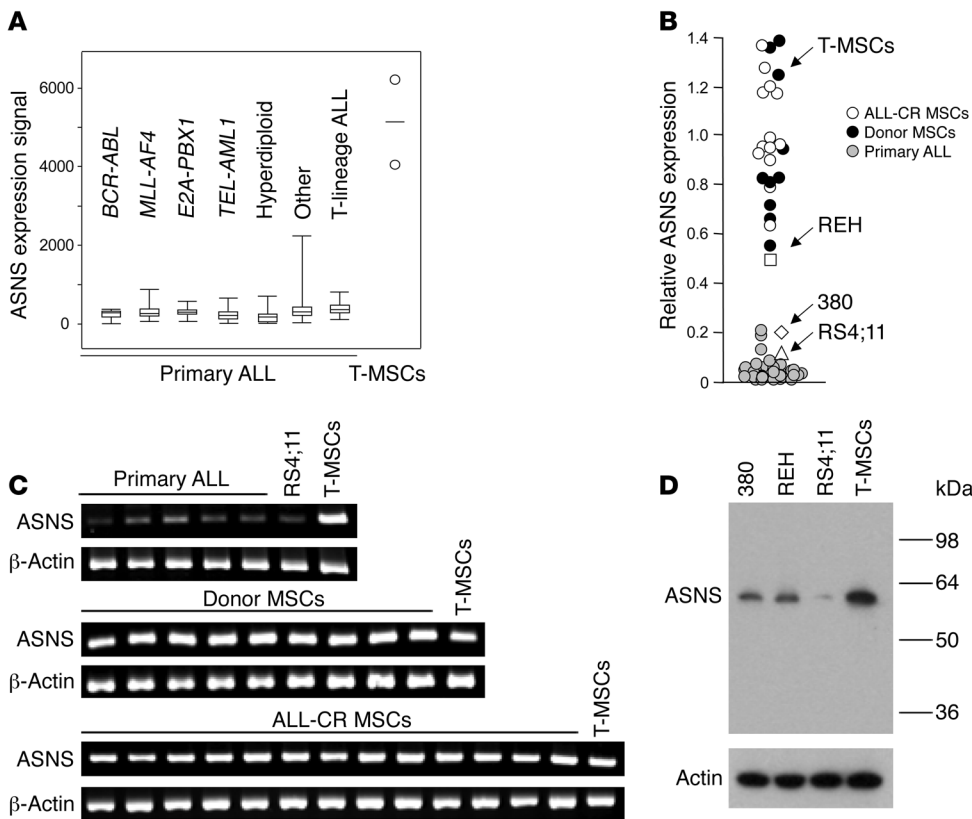 A
ASNS expression signal
6000
4000
2000
0
BCR-ABL
MLL-AF4
E2A-PBX1
TEL-AML1
Hyperdiploid
Other
T-lineage ALL
Primary ALL
T-MSCs
B
Relative ASNS expression
1.4
1.2
1.0
0.8
0.6
0.4
0.2
0
T-MSCs
ALL-CR MSCs
Donor MSCs
Primary ALL
REH
380
RS4;11
C
Primary ALL
RS4;11
T-MSCs
ASNS
β-Actin
Donor MSCs
T-MSCs
ASNS
β-Actin
ALL-CR MSCs
T-MSCs
ASNS
β-Actin
D
380
REH
RS4;11
T-MSCs
kDa
98
64
ASNS
50
36
Actin